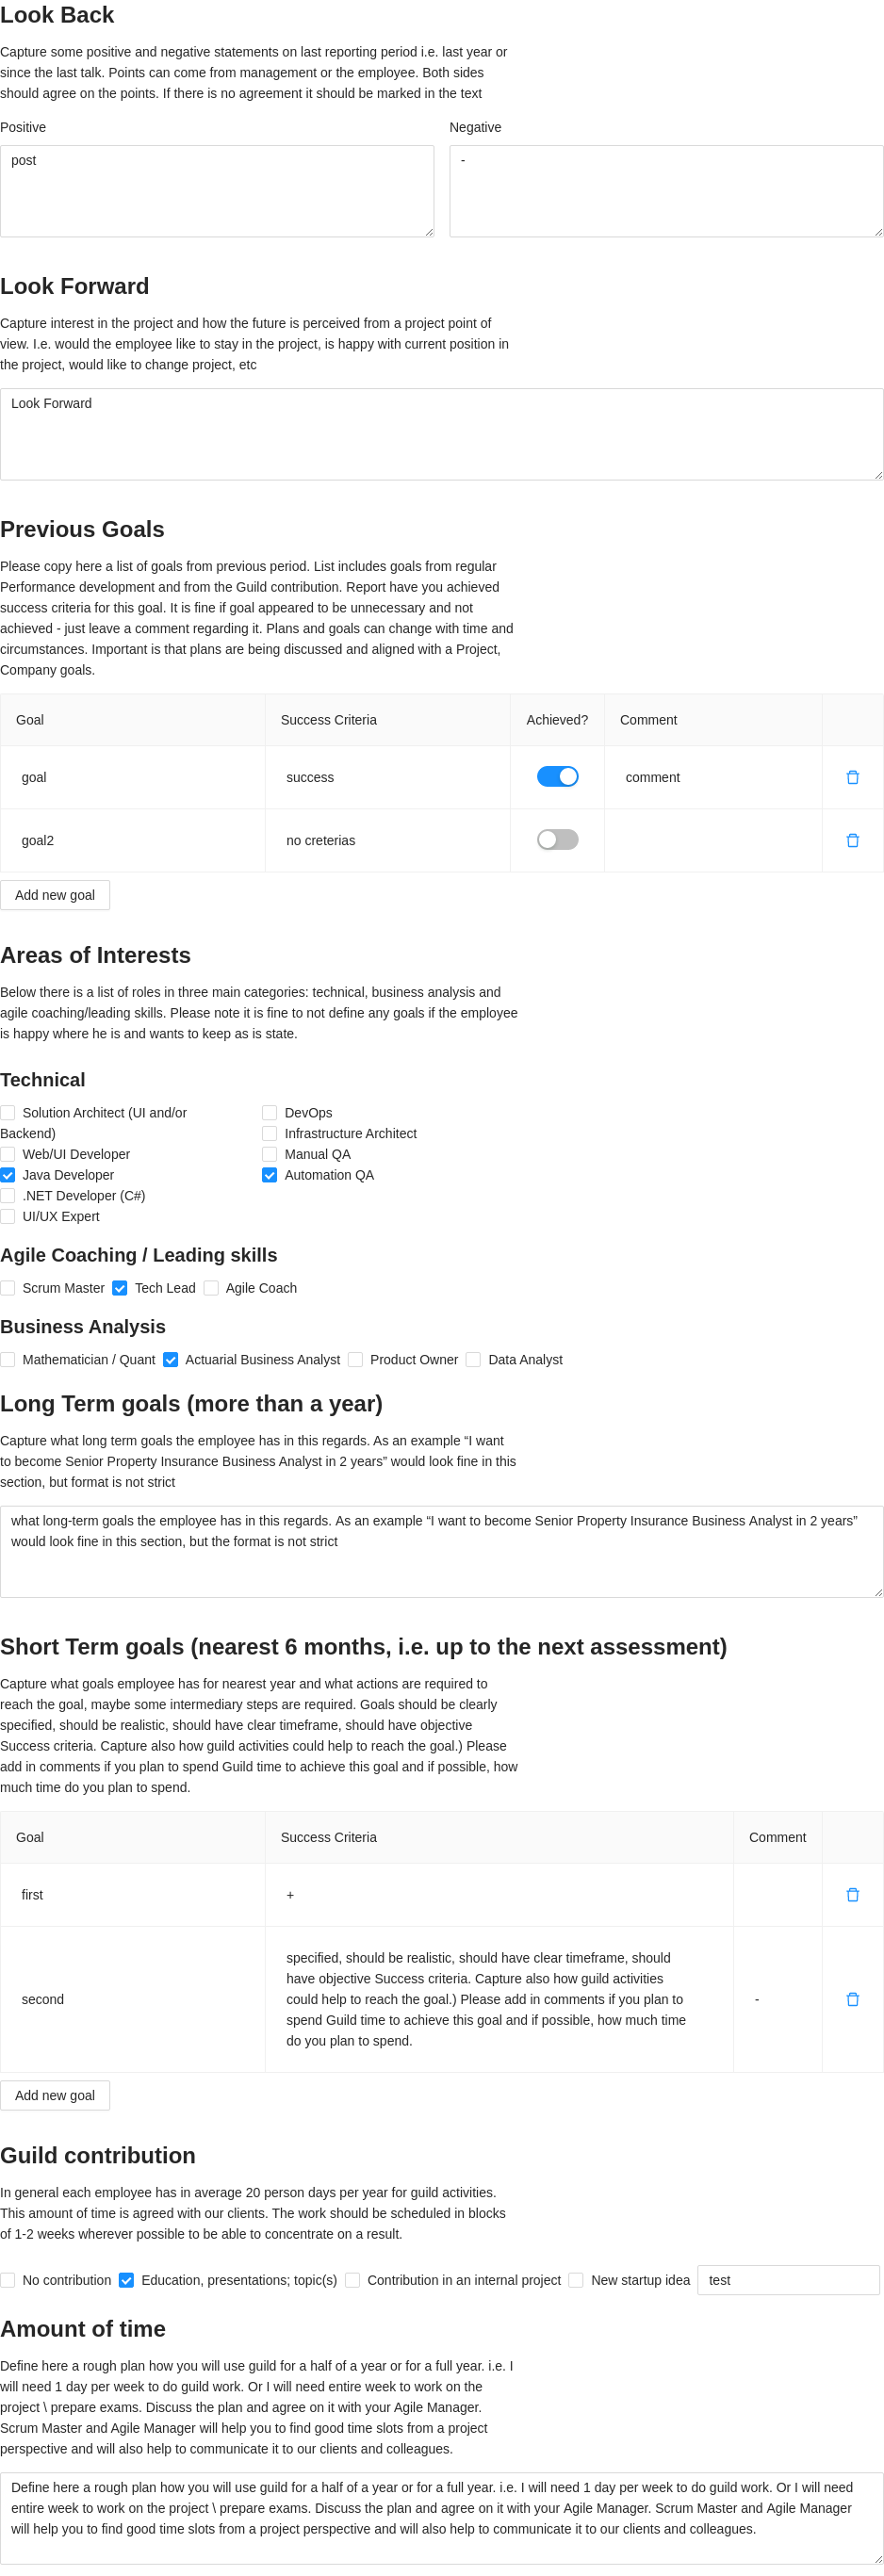 Look Back
Capture some positive and negative statements on last reporting period i.e. last year or
since the last talk. Points can come from management or the employee. Both sides
should agree on the points. If there is no agreement it should be marked in the text
Positive
Negative
post
-
Look Forward
Capture interest in the project and how the future is perceived from a project point of
view. I.e. would the employee like to stay in the project, is happy with current position in
the project, would like to change project, etc
Look Forward
Previous Goals
Please copy here a list of goals from previous period. List includes goals from regular
Performance development and from the Guild contribution. Report have you achieved
success criteria for this goal. It is fine if goal appeared to be unnecessary and not
achieved - just leave a comment regarding it. Plans and goals can change with time and
circumstances. Important is that plans are being discussed and aligned with a Project,
Company goals.
Goal Success Criteria Achieved? Comment
goal success comment
goal2 no creterias
Add new goal
Areas of Interests
Below there is a list of roles in three main categories: technical, business analysis and
agile coaching/leading skills. Please note it is fine to not define any goals if the employee
is happy where he is and wants to keep as is state.
Technical
Solution Architect (UI and/or
Backend)
Web/UI Developer
Java Developer
.NET Developer (C#)
UI/UX Expert
DevOps
Infrastructure Architect
Manual QA
Automation QA
Agile Coaching / Leading skills
Scrum Master Tech Lead Agile Coach
Business Analysis
Mathematician / Quant Actuarial Business Analyst Product Owner Data Analyst
Long Term goals (more than a year)
Capture what long term goals the employee has in this regards. As an example “I want
to become Senior Property Insurance Business Analyst in 2 years” would look fine in this
section, but format is not strict
what long-term goals the employee has in this regards. As an example “I want to become Senior Property Insurance Business Analyst in 2 years”
would look fine in this section, but the format is not strict
Short Term goals (nearest 6 months, i.e. up to the next assessment)
Capture what goals employee has for nearest year and what actions are required to
reach the goal, maybe some intermediary steps are required. Goals should be clearly
specified, should be realistic, should have clear timeframe, should have objective
Success criteria. Capture also how guild activities could help to reach the goal.) Please
add in comments if you plan to spend Guild time to achieve this goal and if possible, how
much time do you plan to spend.
Goal Success Criteria Comment
first +
specified, should be realistic, should have clear timeframe, should
have objective Success criteria. Capture also how guild activities
second could help to reach the goal.) Please add in comments if you plan to -
spend Guild time to achieve this goal and if possible, how much time
do you plan to spend.
Add new goal
Guild contribution
In general each employee has in average 20 person days per year for guild activities.
This amount of time is agreed with our clients. The work should be scheduled in blocks
of 1-2 weeks wherever possible to be able to concentrate on a result.
No contribution Education, presentations; topic(s) Contribution in an internal project New startup idea test
Amount of time
Define here a rough plan how you will use guild for a half of a year or for a full year. i.e. I
will need 1 day per week to do guild work. Or I will need entire week to work on the
project \ prepare exams. Discuss the plan and agree on it with your Agile Manager.
Scrum Master and Agile Manager will help you to find good time slots from a project
perspective and will also help to communicate it to our clients and colleagues.
Define here a rough plan how you will use guild for a half of a year or for a full year. i.e. I will need 1 day per week to do guild work. Or I will need
entire week to work on the project \ prepare exams. Discuss the plan and agree on it with your Agile Manager. Scrum Master and Agile Manager
will help you to find good time slots from a project perspective and will also help to communicate it to our clients and colleagues.